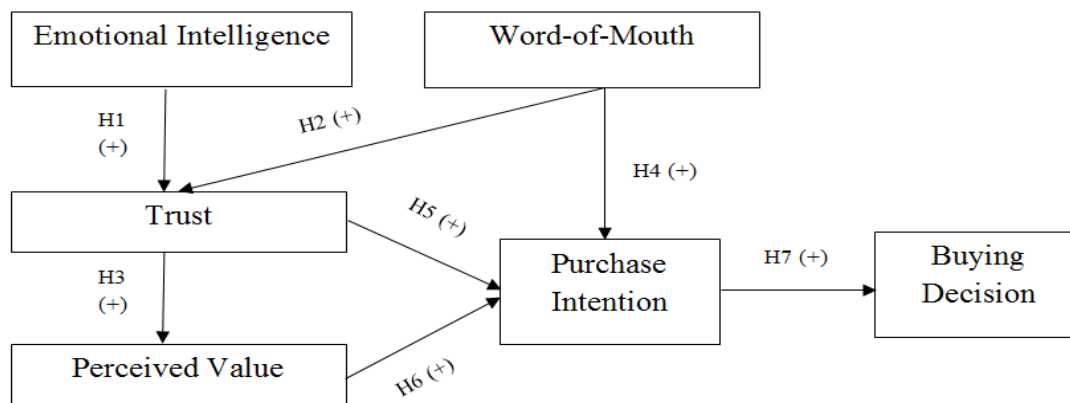 Emotional Intelligence
Word-of-Mouth
H1
(+)
H2 (+)
H4 (+)
Trust
H5 (+)
H3
(+)
Purchase
Intention
H7 (+)
Buying
Decision
Perceived Value
H6 (+)